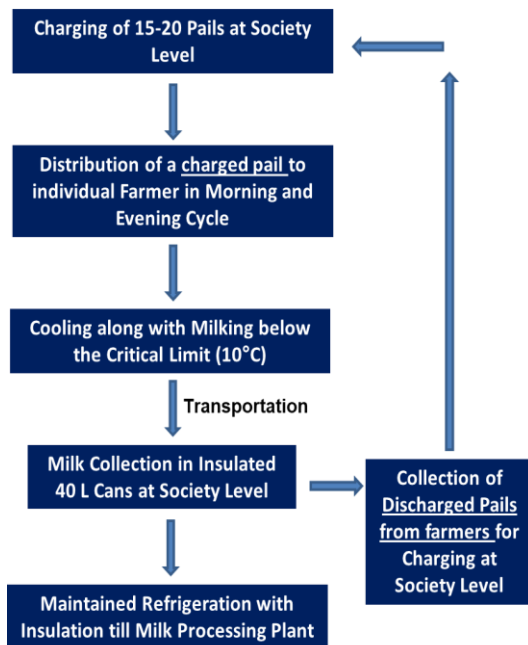 Charging of 15-20 Pails at Society
Level
Distribution of a charged pail to
individual Farmer in Morning and
Evening Cycle
Cooling along with Milking below
the Critical Limit (10°C)
Transportation
Milk Collection in Insulated
40 L Cans at Society Level
Collection of
Discharged Pails
from farmers for
Charging at
Society Level
Maintained Refrigeration with
Insulation till Milk Processing Plant